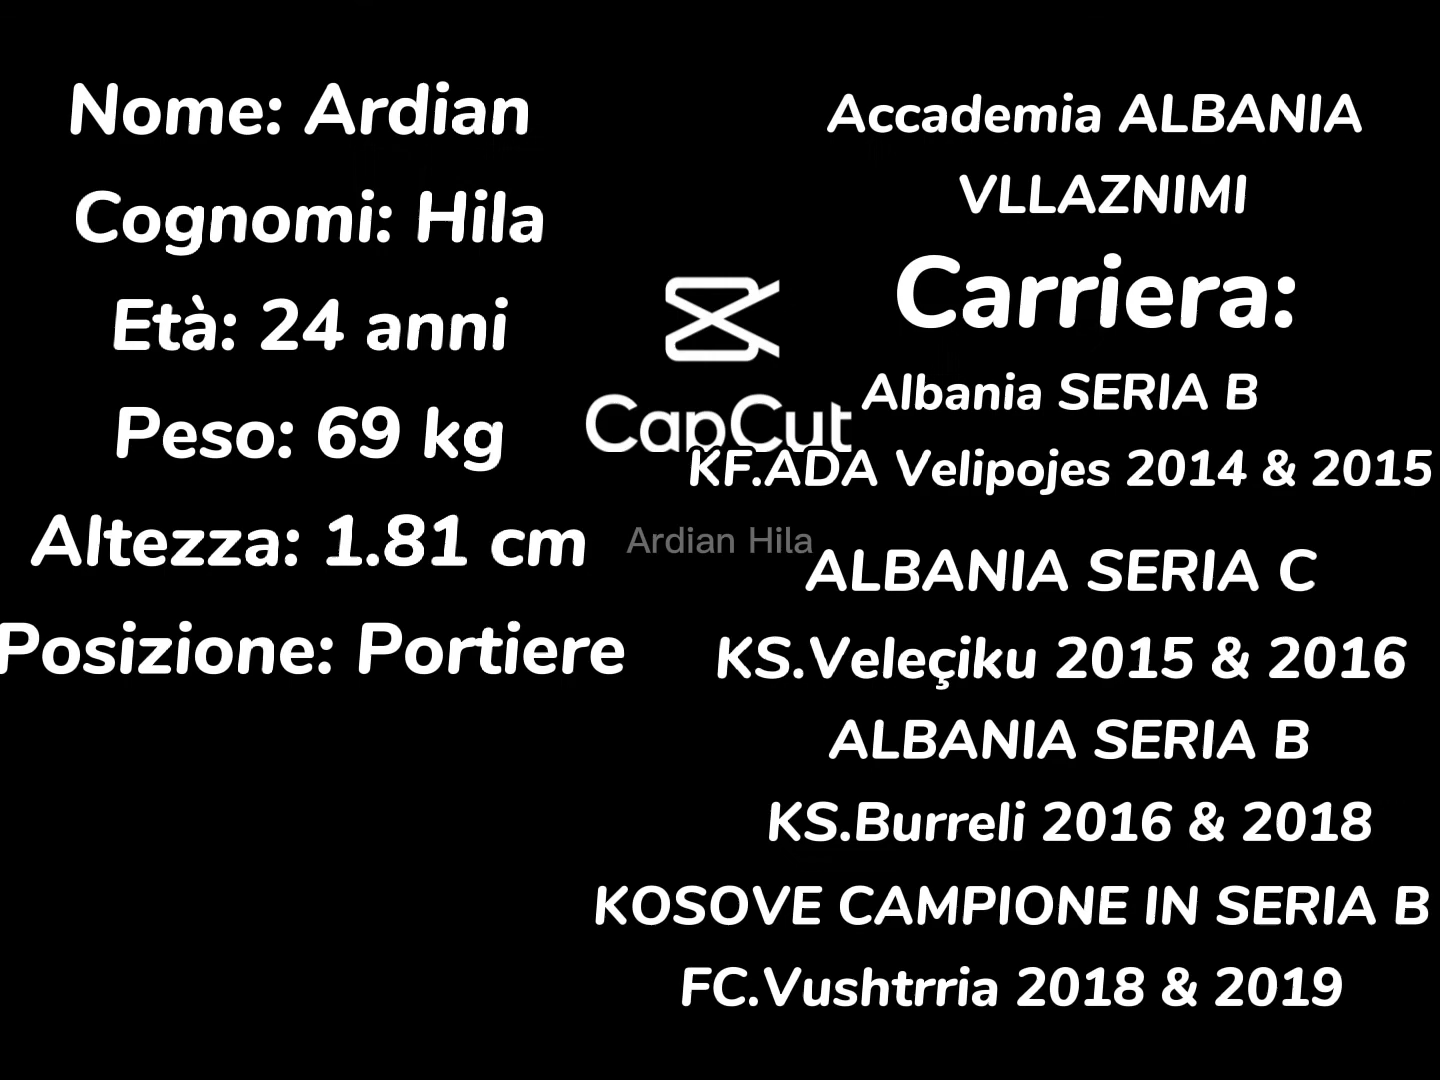 Nome: Ardian
Cognomi: Hila
Età: 24 anni
Peso: 69 kg
Altezza: 1.81 cm
Posizione: Portiere
CapCut
Ardian Hila
Accademia ALBANIA
VLLAZNIMI
Carriera:
Albania SERIA B
KF.ADA Velipojes 2014 & 2015
ALBANIA SERIA C
KS.Veleçiku 2015 & 2016
ALBANIA SERIA B
KS.Burreli 2016 & 2018
KOSOVE CAMPIONE IN SERIA B
FC.Vushtrria 2018 & 2019